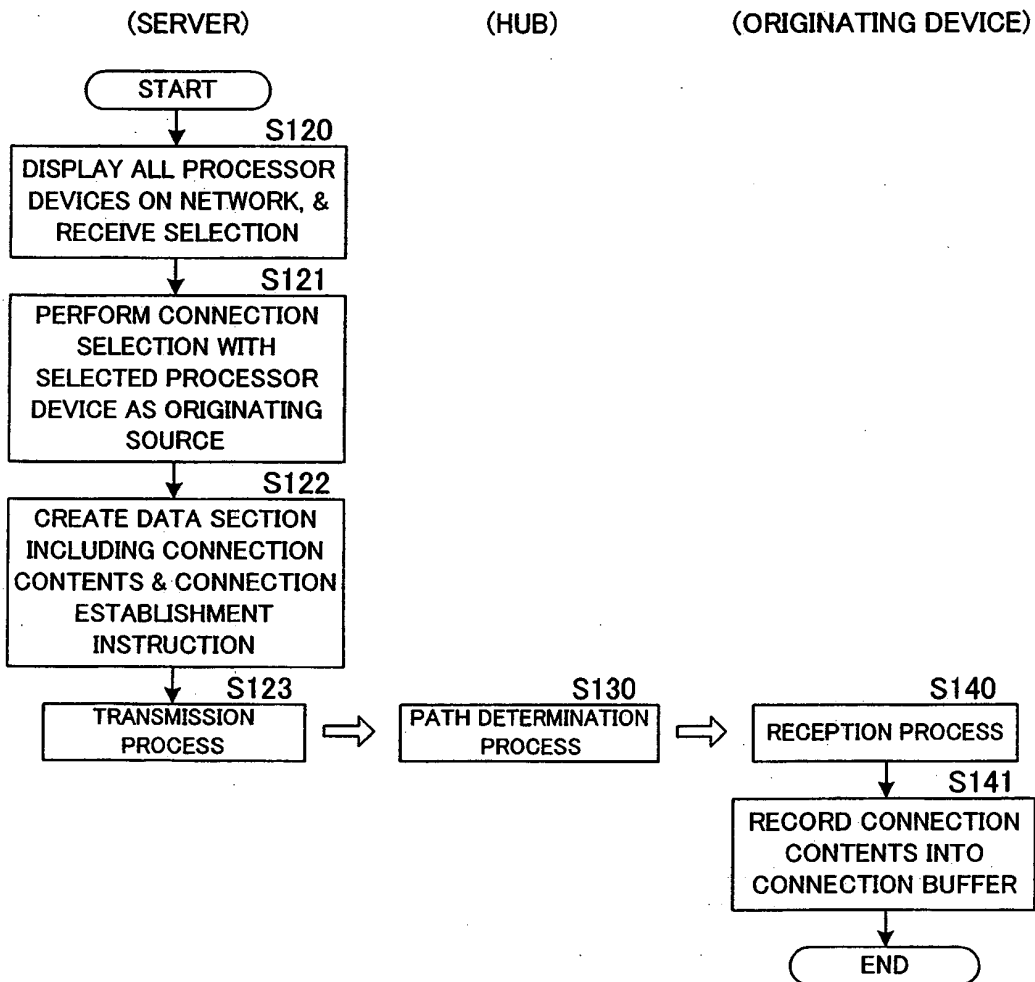 (SERVER) (HUB) (ORIGINATING DEVICE)
START
S120
DISPLAY ALL PROCESSOR
DEVICES ON NETWORK, &
RECEIVE SELECTION
S121
PERFORM CONNECTION
SELECTION WITH
SELECTED PROCESSOR
DEVICE AS ORIGINATING
SOURCE
S122
CREATE DATA SECTION
INCLUDING CONNECTION
CONTENTS & CONNECTION
ESTABLISHMENT
INSTRUCTION
S123
TRANSMISSION
PROCESS
S130
PATH DETERMINATION
PROCESS
S140
RECEPTION PROCESS
S141
RECORD CONNECTION
CONTENTS INTO
CONNECTION BUFFER
END